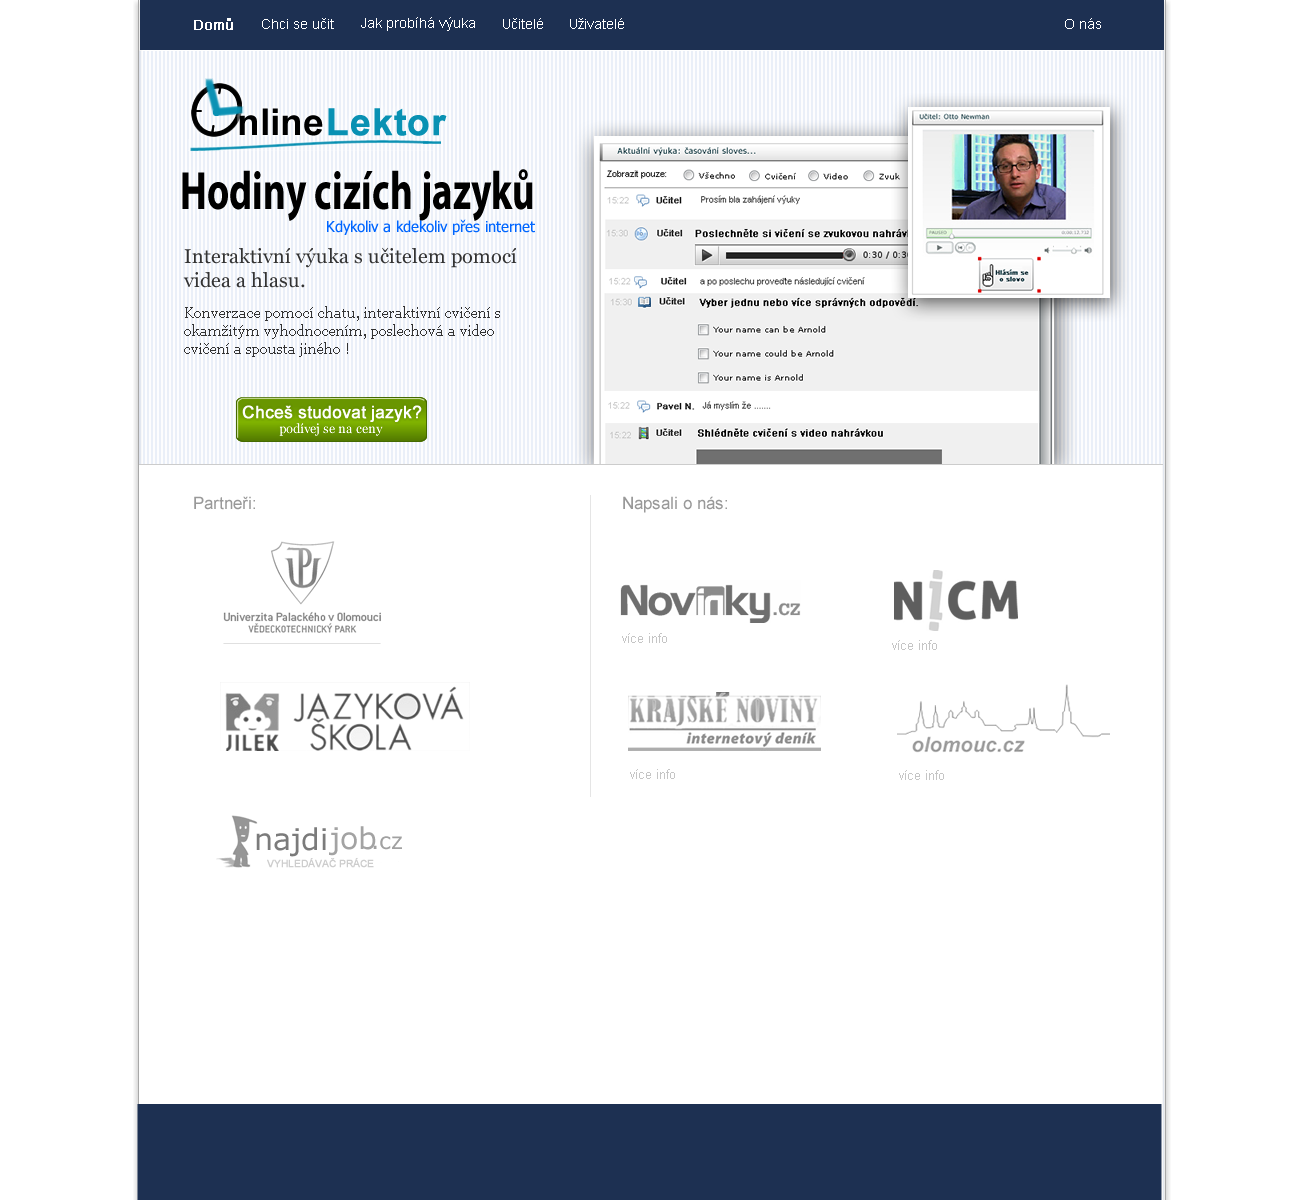 Domů Chci se učit Jak probíhá výuka Učitelé Uživatelé O nás
OnlineLektor
Hodiny cizích jazyků
Kdykoliv a kdekoliv přes internet
Interaktivní výuka s učitelem pomocí
videa a hlasu.
Konverzace pomocí chatu, interaktivní cvičení s
okamžitým vyhodnocením, poslechová a video
cvičení a spousta jiného !
Chceš studovat jazyk?
podívej se na ceny
Aktuální výuka: časování sloves...
Zobrazit pouze: Všechno Cvičení Video Zvuk
15:22 Učitel Prosím bla zahájení výuky
15:30 Učitel Poslechněte si vičení se zvukovou nahráv
0:30 / 0:30
15:22 Učitel a po poslechu proveďte následující cvičení
15:30 Učitel Vyber jednu nebo více správných odpovědí.
Your name can be Arnold
Your name could be Arnold
Your name is Arnold
15:22 Pavel N. Já myslím že .......
15:22 Učitel Shlédněte cvičení s video nahrávkou
Učitel: Otto Newman
PAUSED
Hlásím se
o slovo
Partneři:
UP
Univerzita Palackého v Olomouci
VĚDECKOTECHNICKÝ PARK
JILEK
JAZYKOVÁ
ŠKOLA
najdijob.cz
VYHLEDÁVAČ PRÁCE
Napsali o nás:
Novinky.cz
více info
NiCM
více info
KRAJSKÉ NOVINY
internetový deník
více info
olomouc.cz
více info